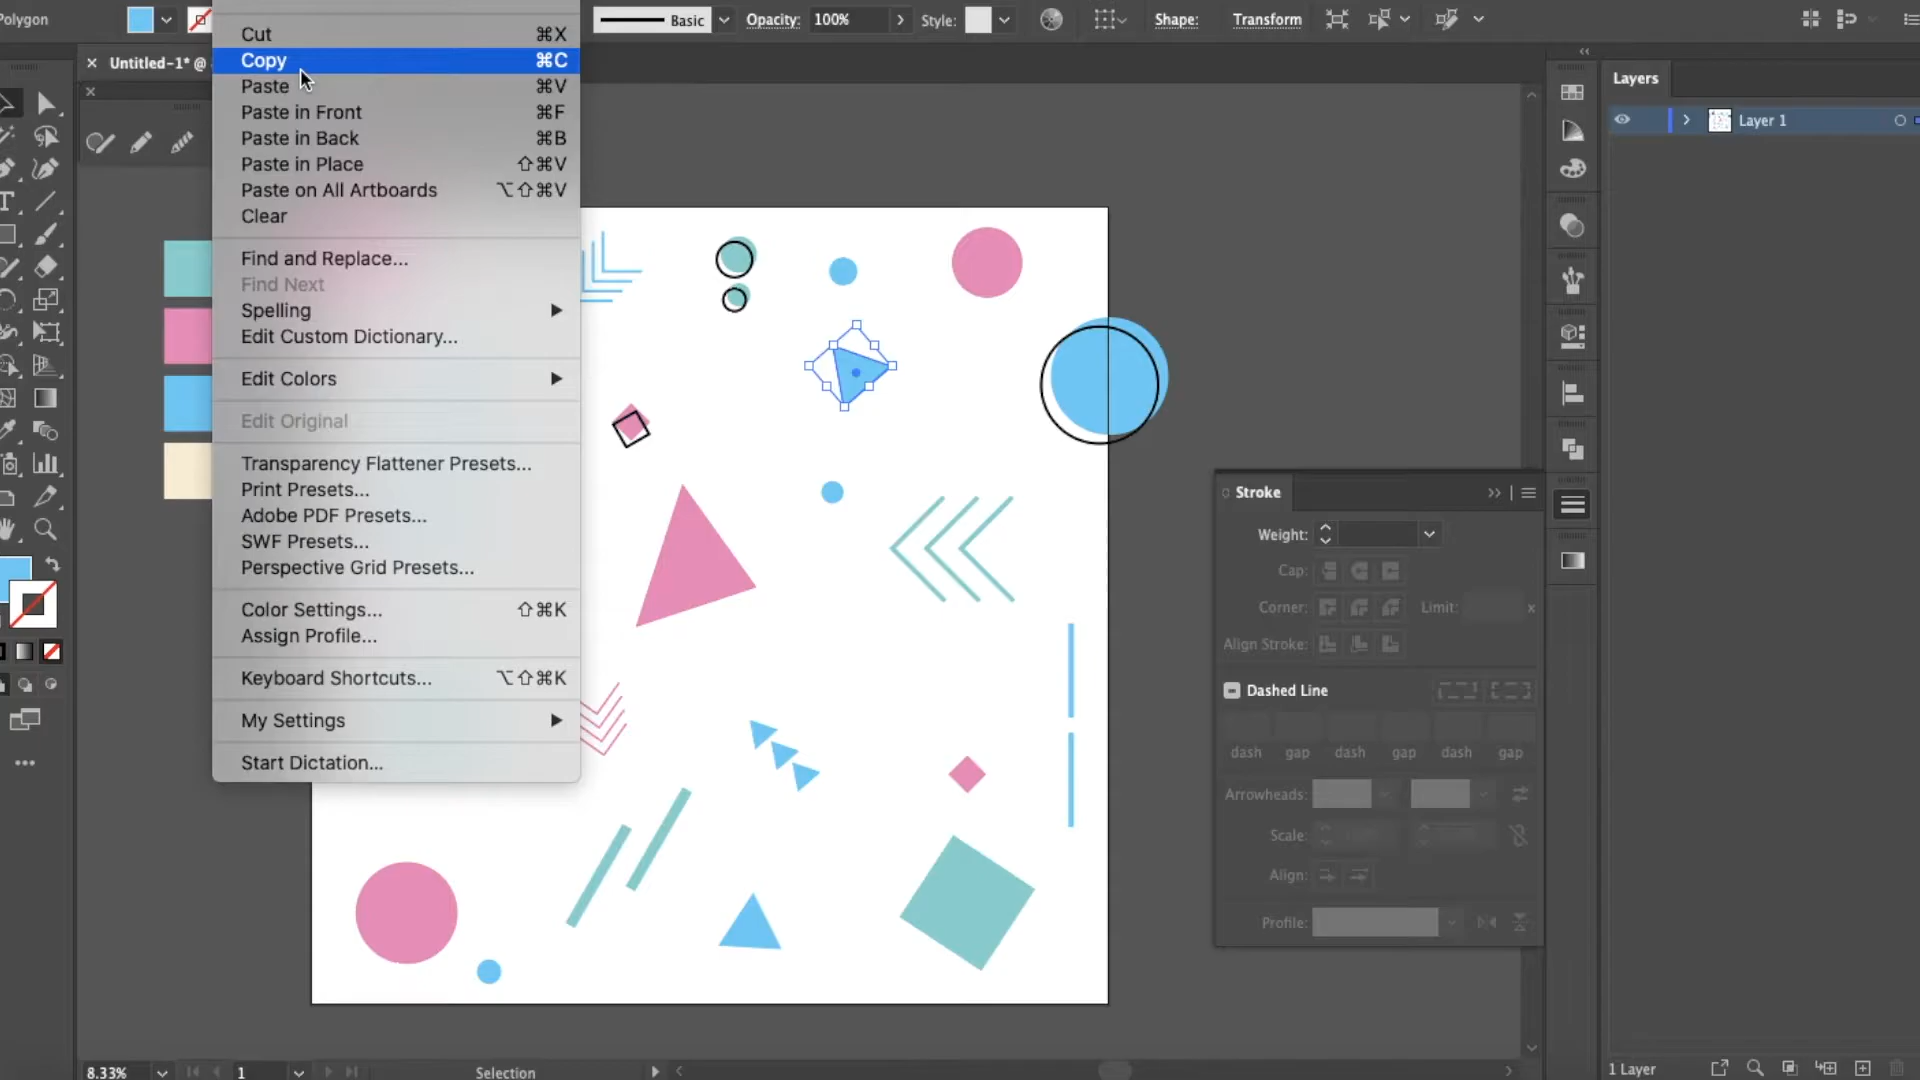 Polygon
Basic
Opacity: 100%
Style:
Shape:
Transform
× Untitled-1* @
Cut ⌘X
Copy ⌘C
Paste ⌘V
Paste in Front ⌘F
Paste in Back ⌘B
Paste in Place ⇧⌘V
Paste on All Artboards ⌥⇧⌘V
Clear
Find and Replace...
Find Next
Spelling
Edit Custom Dictionary...
Edit Colors
Edit Original
Transparency Flattener Presets...
Print Presets...
Adobe PDF Presets...
SWF Presets...
Perspective Grid Presets...
Color Settings... ⇧⌘K
Assign Profile...
Keyboard Shortcuts... ⌥⇧⌘K
My Settings
Start Dictation...
Layers
Layer 1
Stroke
Weight:
Cap:
Corner:
Limit: x
Align Stroke:
Dashed Line
dash gap dash gap dash gap
Arrowheads:
Scale:
Align:
Profile:
8.33%
1
Selection
1 Layer